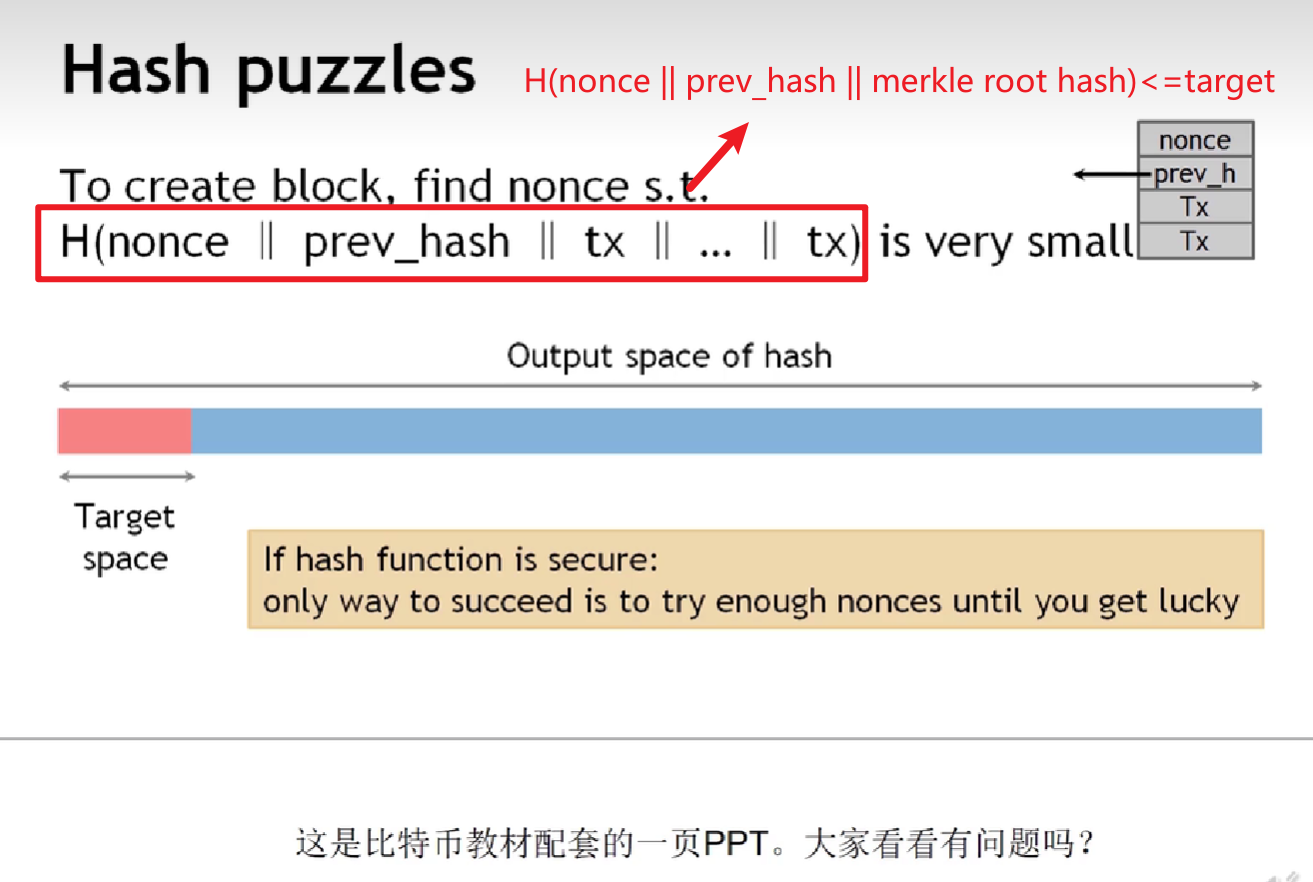 Hash puzzles
H(nonce || prev_hash || merkle root hash)<=target
To create block, find nonce s.t.
H(nonce || prev_hash || tx || ... || tx) is very small
nonce
prev_h
Tx
Tx
Output space of hash
Target
space
If hash function is secure:
only way to succeed is to try enough nonces until you get lucky
这是比特币教材配套的一页PPT。大家看看有问题吗?